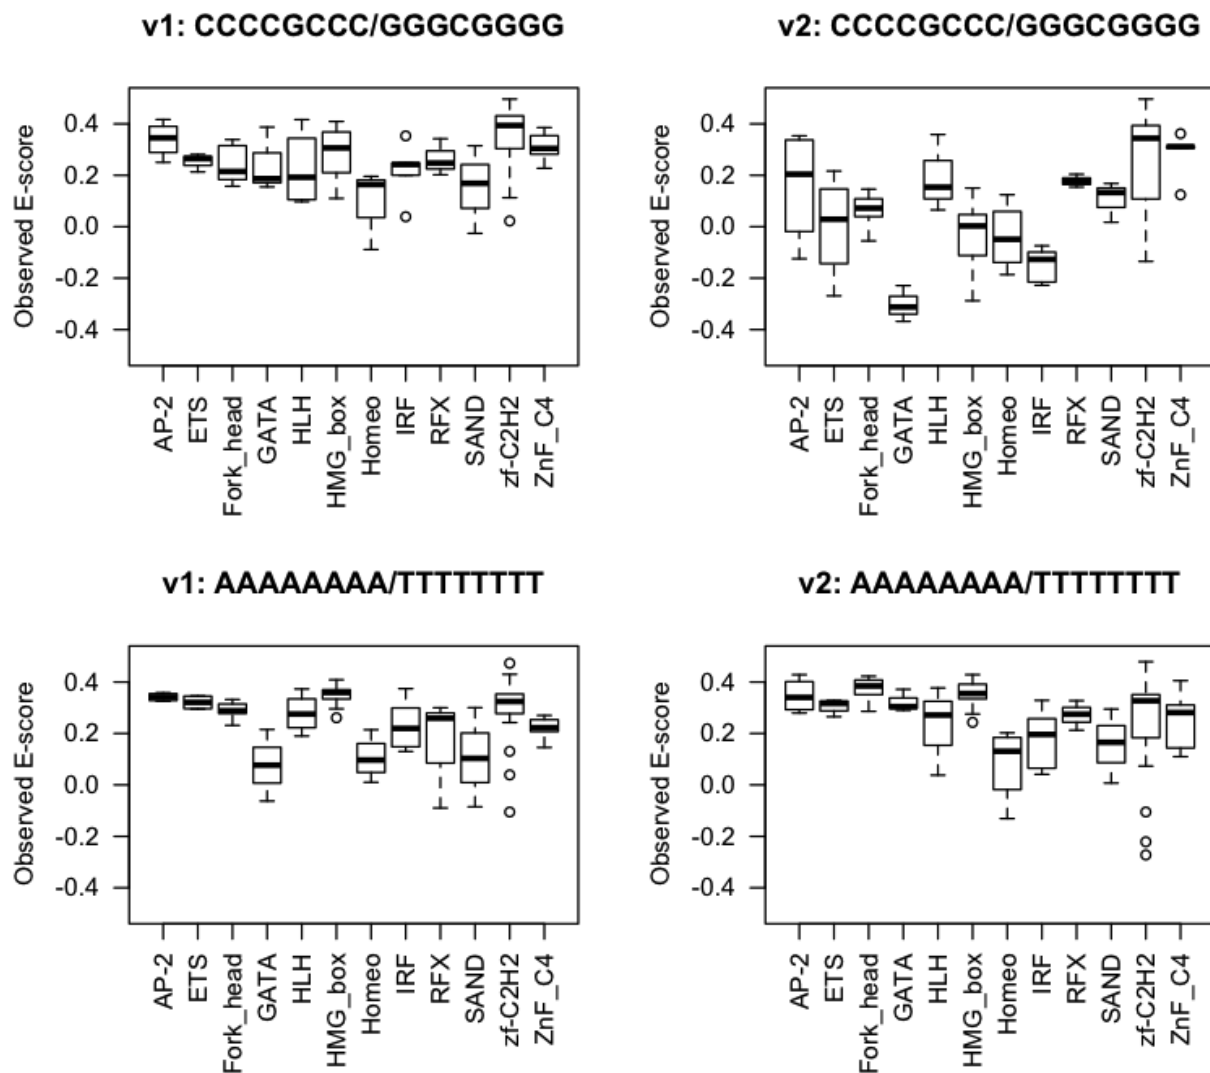 v1: CCCCGCCC/GGGCGGGG
Observed E-score
0.4
0.2
0.0
-0.2
-0.4
AP-2
ETS
Fork_head
GATA
HLH
HMG_box
Homeo
IRF
RFX
SAND
zf-C2H2
ZnF_C4
v2: CCCCGCCC/GGGCGGGG
Observed E-score
0.4
0.2
0.0
-0.2
-0.4
AP-2
ETS
Fork_head
GATA
HLH
HMG_box
Homeo
IRF
RFX
SAND
zf-C2H2
ZnF_C4
v1: AAAAAAAA/TTTTTTTT
Observed E-score
0.4
0.2
0.0
-0.2
-0.4
AP-2
ETS
Fork_head
GATA
HLH
HMG_box
Homeo
IRF
RFX
SAND
zf-C2H2
ZnF_C4
v2: AAAAAAAA/TTTTTTTT
Observed E-score
0.4
0.2
0.0
-0.2
-0.4
AP-2
ETS
Fork_head
GATA
HLH
HMG_box
Homeo
IRF
RFX
SAND
zf-C2H2
ZnF_C4